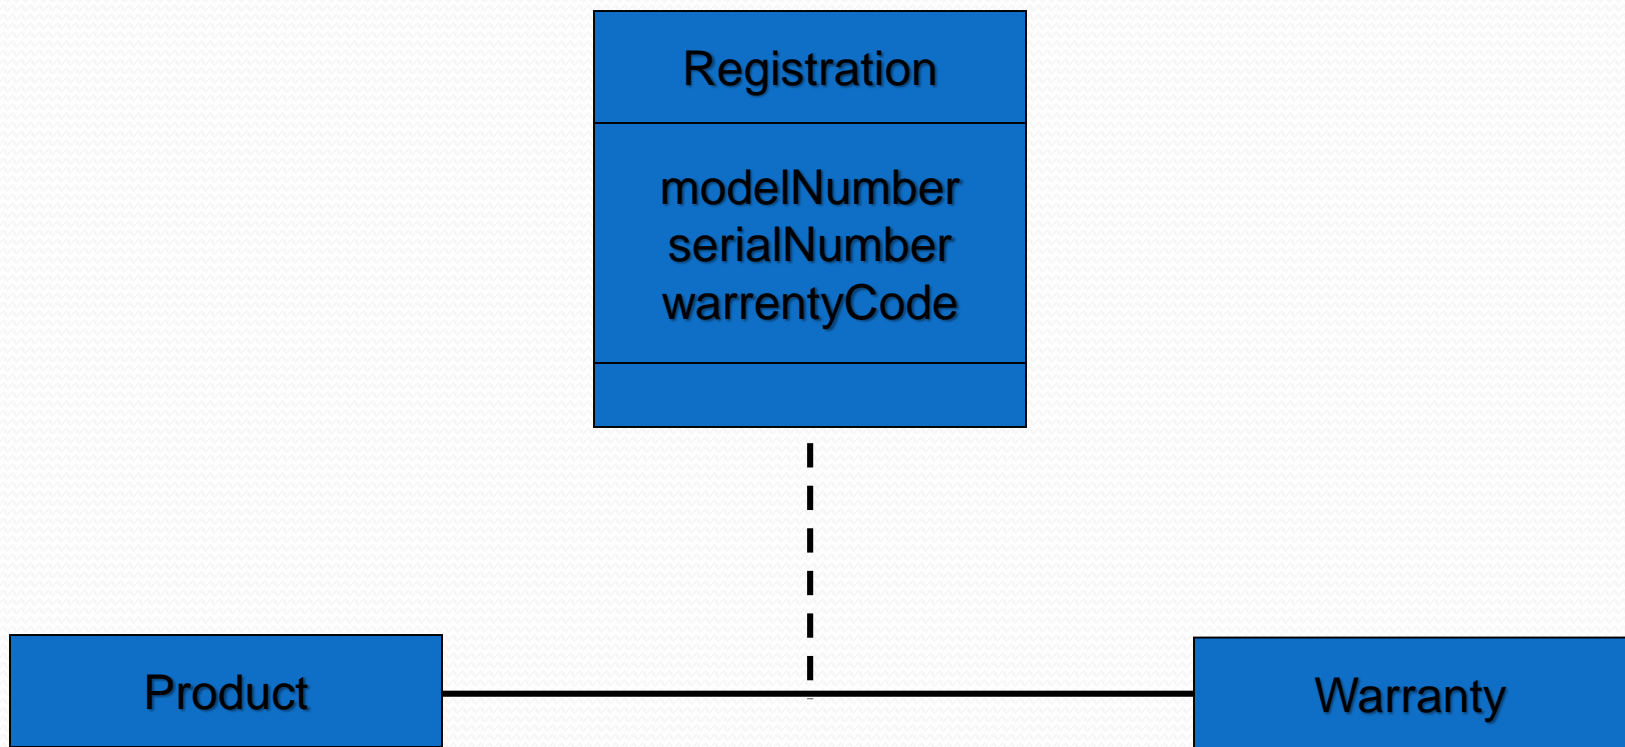 Registration
modelNumber
serialNumber
warrentyCode
Product
Warranty